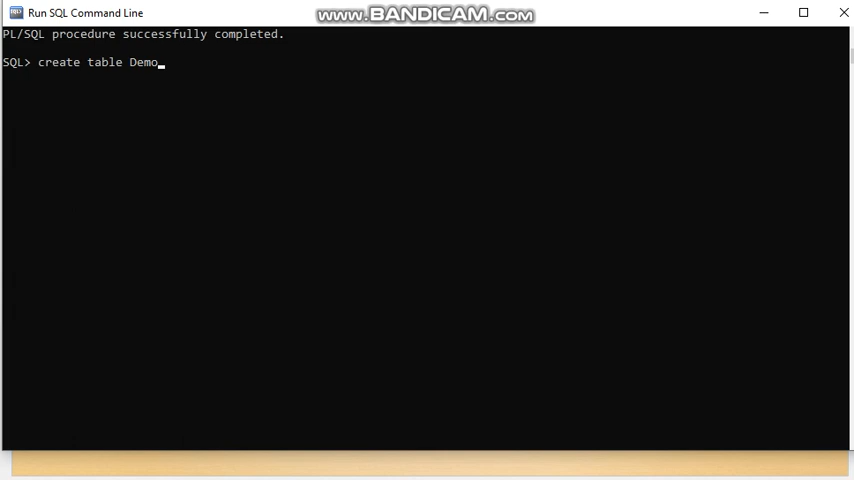 Run SQL Command Line
www.BANDICAM.com
PL/SQL procedure successfully completed.
SQL> create table Demo